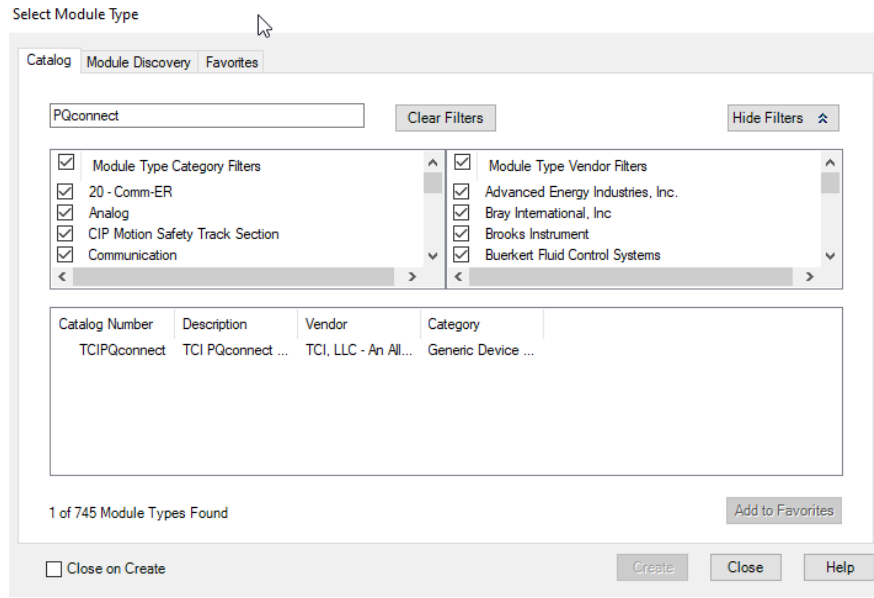 Select Module Type
Catalog Module Discovery Favorites
PQconnect Clear Filters Hide Filters
Module Type Category Filters
20 - Comm-ER
Analog
CIP Motion Safety Track Section
Communication
Module Type Vendor Filters
Advanced Energy Industries, Inc.
Bray International, Inc
Brooks Instrument
Buerkert Fluid Control Systems
Catalog Number Description Vendor Category
TCIPQconnect TCI PQconnect ... TCI, LLC - An All... Generic Device ...
1 of 745 Module Types Found Add to Favorites
Close on Create Create Close Help